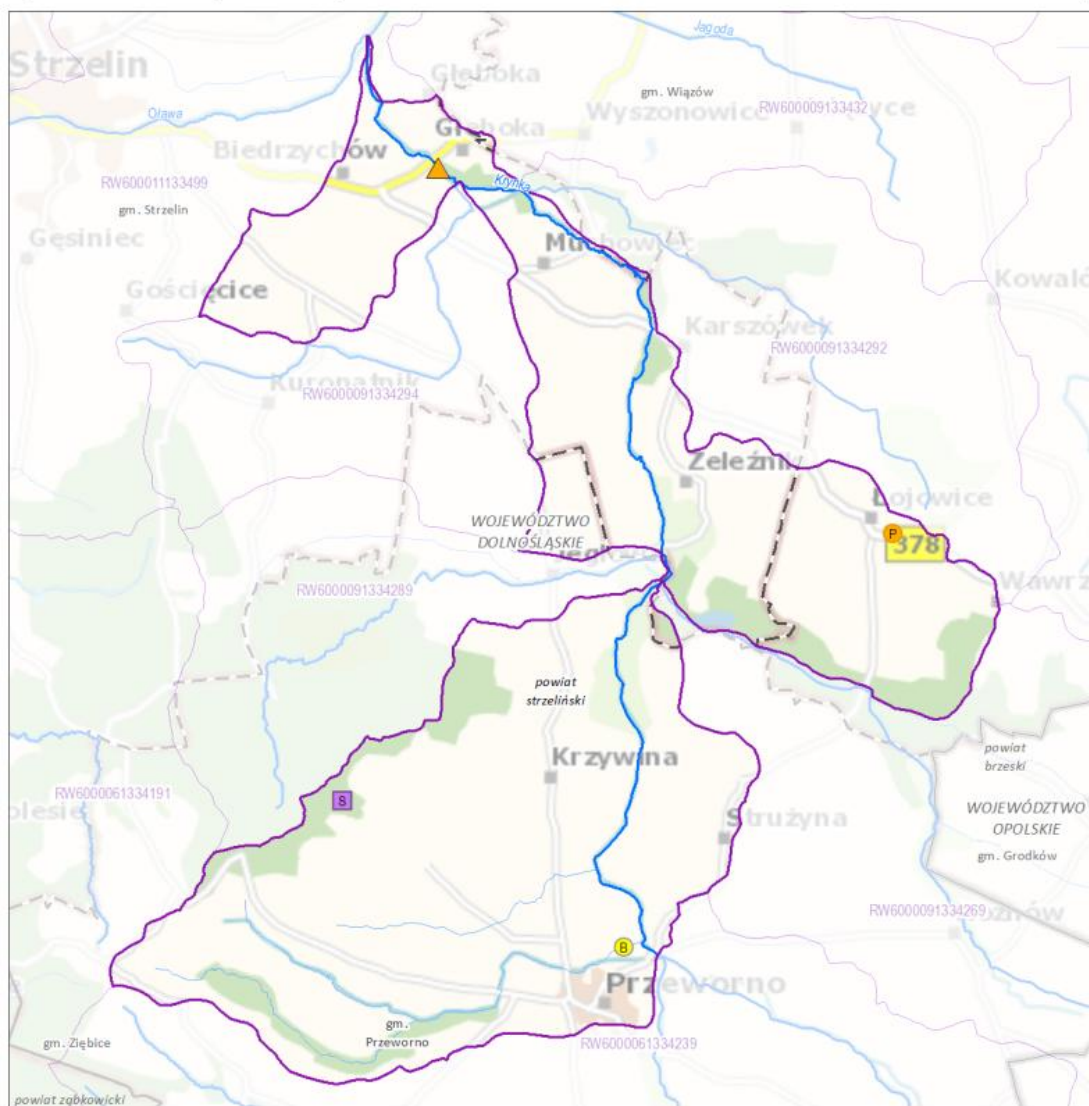 Jagoda
Strzelin
Głęboka
gm. Wiązów
Oława
Wyszonowice
RW600009133432
Głęboka
Biedrzychów
RW600011133499
Krynka
gm. Strzelin
Gęsiniec
Muchowiec
Gościęcice
Karszówek
RW6000091334292
Kuropatnik
RW6000091334294
Żeleźnik
Łojowice
P
378
WOJEWÓDZTWO
DOLNOŚLĄSKIE
RW6000091334289
powiat
strzeliński
Krzywina
powiat
brzeski
RW6000061334191
S
WOJEWÓDZTWO
OPOLSKIE
Strużyna
gm. Grodków
RW6000091334269
B
Przeworno
gm.
Przeworno
gm. Ziębice
RW6000061334239
powiat ząbkowicki